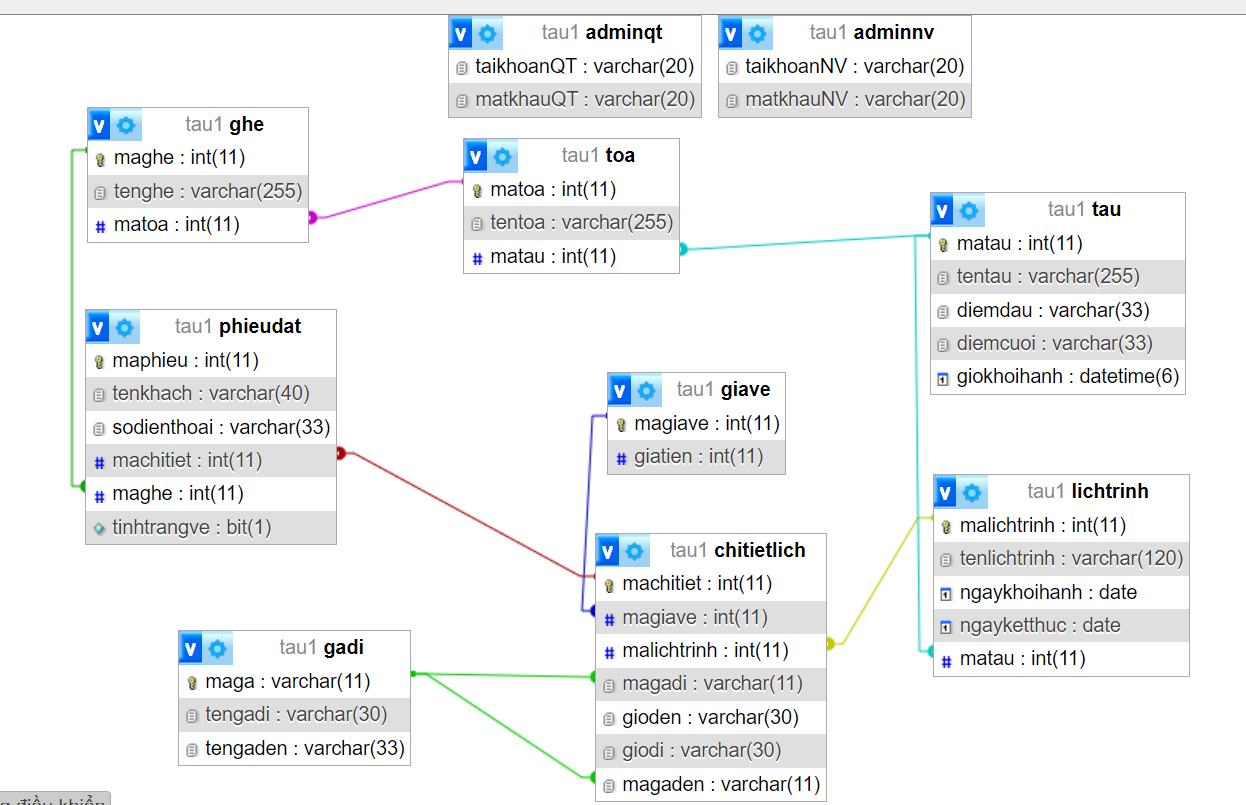 tau1 adminqt
taikhoanQT : varchar(20)
matkhauQT : varchar(20)
tau1 adminnv
taikhoanNV : varchar(20)
matkhauNV : varchar(20)
tau1 ghe
maghe : int(11)
tenghe : varchar(255)
matoa : int(11)
tau1 toa
matoa : int(11)
tentoa : varchar(255)
matau : int(11)
tau1 tau
matau : int(11)
tentau : varchar(255)
diemdau : varchar(33)
diemcuoi : varchar(33)
giokhoihanh : datetime(6)
tau1 phieudat
maphieu : int(11)
tenkhach : varchar(40)
sodienthoai : varchar(33)
machitiet : int(11)
maghe : int(11)
tinhtrangve : bit(1)
tau1 giave
magiave : int(11)
giatien : int(11)
tau1 lichtrinh
malichtrinh : int(11)
tenlichtrinh : varchar(120)
ngaykhoihanh : date
ngayketthuc : date
matau : int(11)
tau1 chitietlich
machitiet : int(11)
magiave : int(11)
malichtrinh : int(11)
magadi : varchar(11)
gioden : varchar(30)
giodi : varchar(30)
magaden : varchar(11)
tau1 gadi
maga : varchar(11)
tengadi : varchar(30)
tengaden : varchar(33)
điều khiển